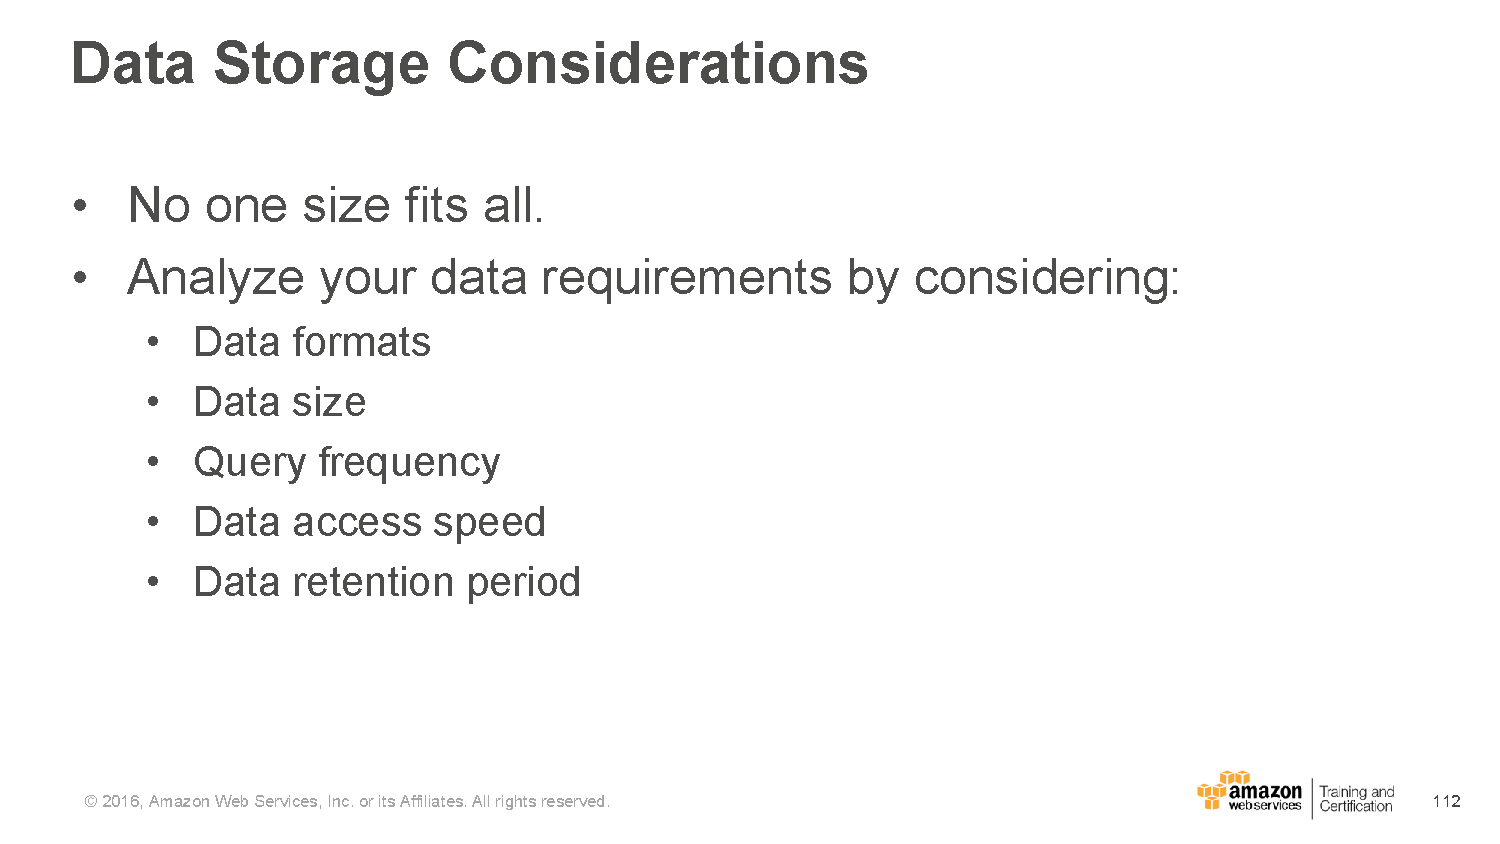 Data Storage Considerations
• No one size fits all.
• Analyze your data requirements by considering:
• Data formats
• Data size
• Query frequency
• Data access speed
• Data retention period
© 2016, Amazon Web Services, Inc. or its Affiliates. All rights reserved.
amazon
web services
Training and
Certification
112